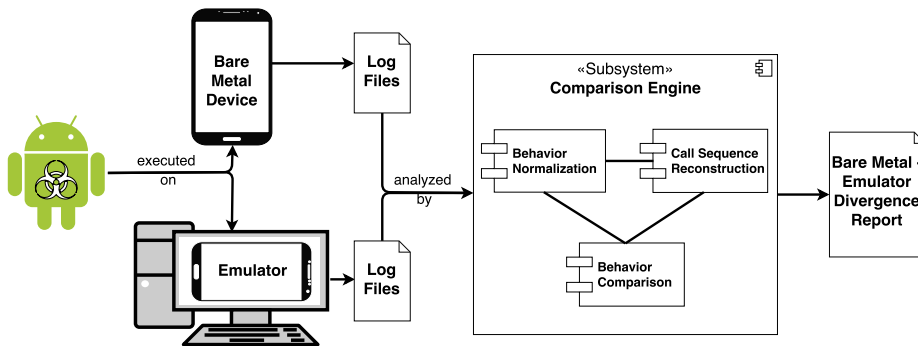 Bare
Metal
Device
Log
Files
executed
on
Emulator
Log
Files
analyzed
by
«Subsystem»
Comparison Engine
Behavior
Normalization
Call Sequence
Reconstruction
Behavior
Comparison
Bare Metal -
Emulator
Divergence
Report